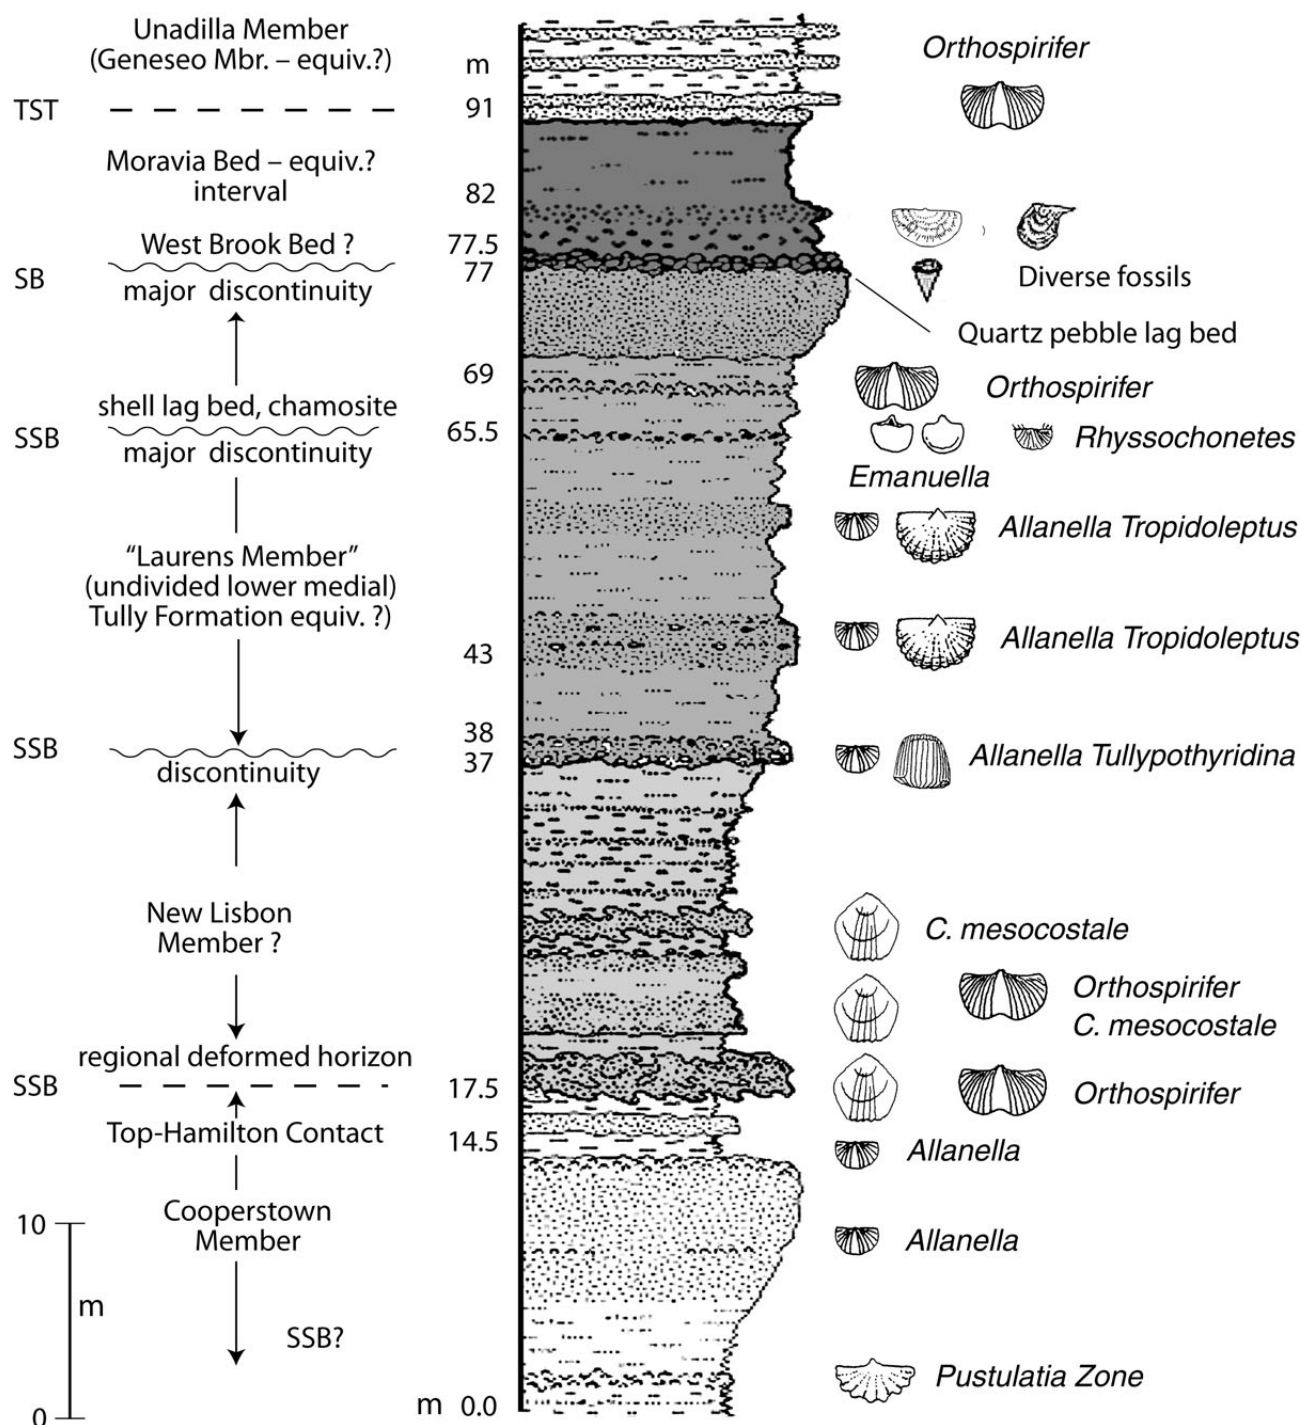 Unadilla Member
(Geneseo Mbr. – equiv.?)
m
Orthospirifer
TST
91
Moravia Bed – equiv.?
interval
82
West Brook Bed ?
77.5
SB
77
major discontinuity
Diverse fossils
Quartz pebble lag bed
69
Orthospirifer
shell lag bed, chamosite
SSB
65.5
major discontinuity
Rhyssochonetes
Emanuella
Allanella Tropidoleptus
“Laurens Member”
(undivided lower medial)
Tully Formation equiv. ?)
43
Allanella Tropidoleptus
38
SSB
37
discontinuity
Allanella Tullypothyridina
New Lisbon
Member ?
C. mesocostale
Orthospirifer
C. mesocostale
regional deformed horizon
SSB
17.5
Orthospirifer
Top-Hamilton Contact
14.5
Allanella
Cooperstown
Member
10
Allanella
m
SSB?
Pustulatia Zone
m 0.0
0